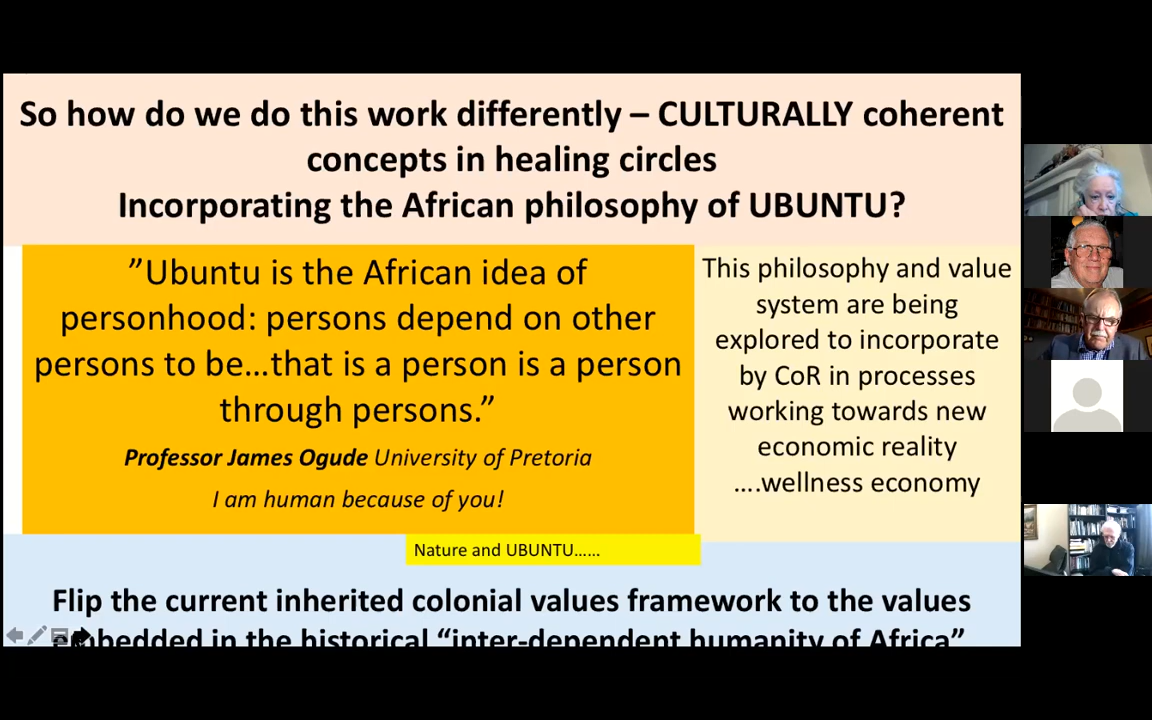 So how do we do this work differently – CULTURALLY coherent
concepts in healing circles
Incorporating the African philosophy of UBUNTU?
”Ubuntu is the African idea of
personhood: persons depend on other
persons to be…that is a person is a person
through persons.”
Professor James Ogude University of Pretoria
I am human because of you!
This philosophy and value
system are being
explored to incorporate
by CoR in processes
working towards new
economic reality
….wellness economy
Nature and UBUNTU……
Flip the current inherited colonial values framework to the values
embedded in the historical “inter-dependent humanity of Africa”